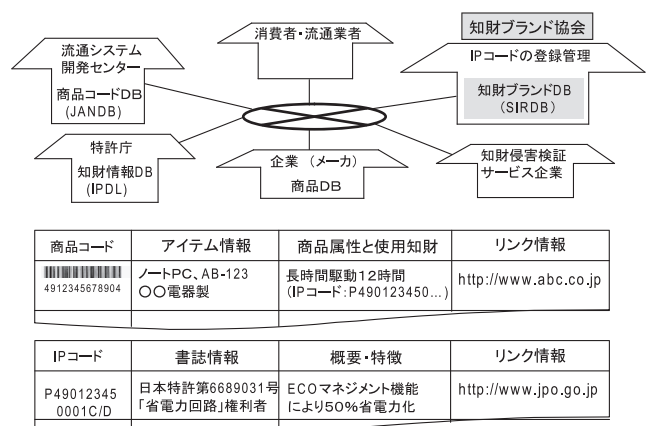 消費者・流通業者
知財ブランド協会
流通システム
開発センター
商品コードDB
(JANDB)
IPコードの登録管理
知財ブランドDB
(SIRDB)
特許庁
知財情報DB
(IPDL)
企業 (メーカ)
商品DB
知財侵害検証
サービス企業
商品コード アイテム情報 商品属性と使用知財 リンク情報
4912345678904
ノートPC、AB-123
〇〇電器製
長時間駆動12時間
(IPコード:P490123450...)
http://www.abc.co.jp
IPコード 書誌情報 概要・特徴 リンク情報
P49012345
0001C/D
日本特許第6689031号
「省電力回路」権利者
ECOマネジメント機能
により50%省電力化
http://www.jpo.go.jp